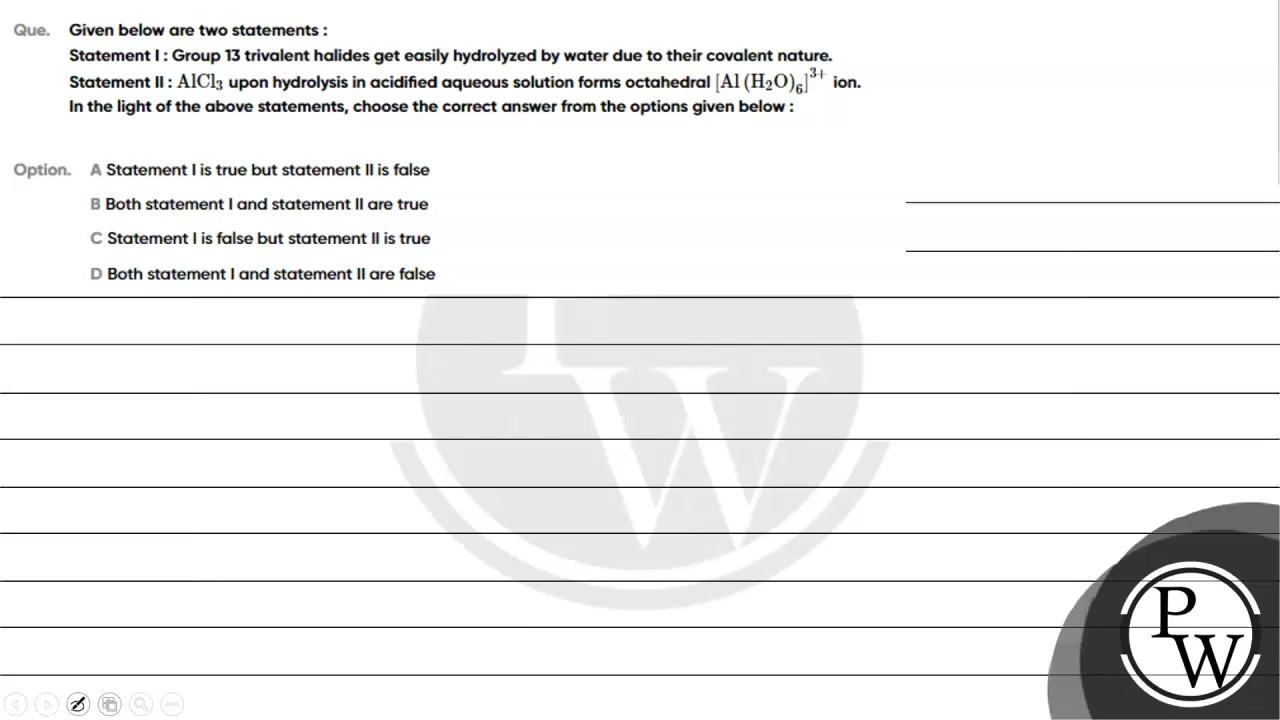 Que. Given below are two statements :
Statement I : Group 13 trivalent halides get easily hydrolyzed by water due to their covalent nature.
Statement II : AlCl₃ upon hydrolysis in acidified aqueous solution forms octahedral [Al (H₂O)₆]³⁺ ion.
In the light of the above statements, choose the correct answer from the options given below :
Option. A Statement I is true but statement II is false
B Both statement I and statement II are true
C Statement I is false but statement II is true
D Both statement I and statement II are false
P
W